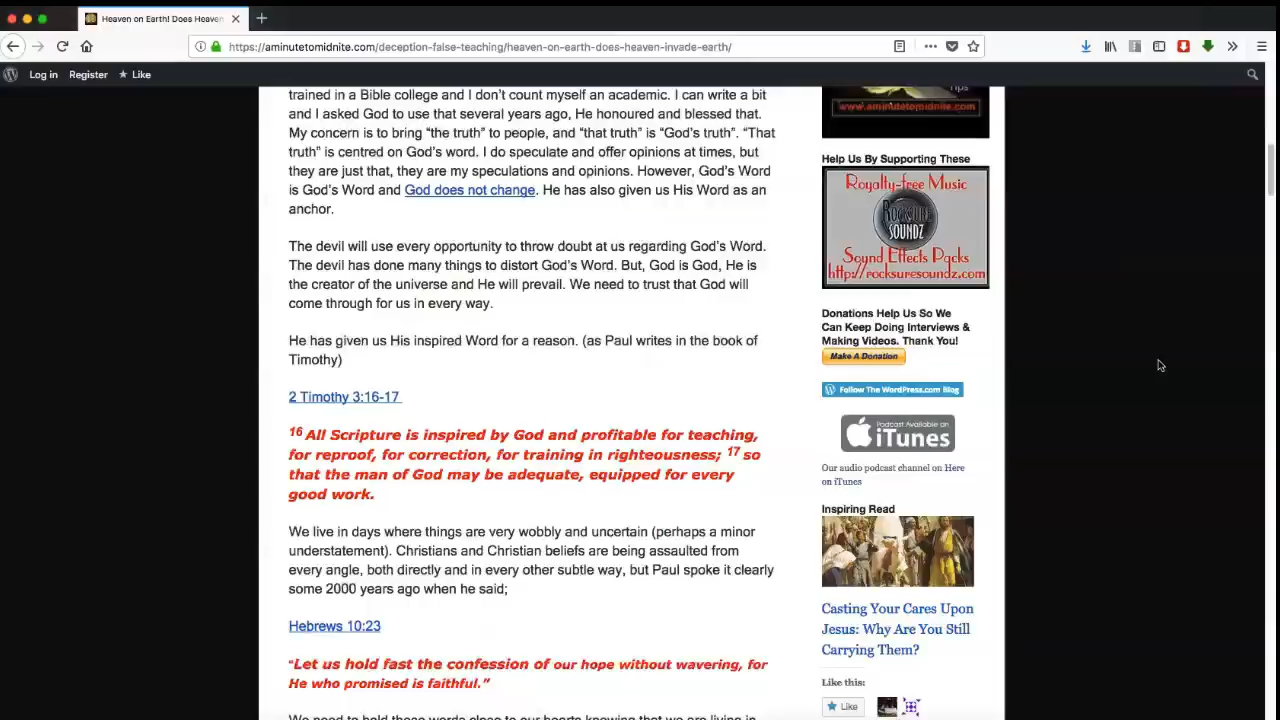 Heaven on Earth! Does Heaven
https://aminutetomidnite.com/deception-false-teaching/heaven-on-earth-does-heaven-invade-earth/
Log in Register Like
trained in a Bible college and I don't count myself an academic. I can write a bit
and I asked God to use that several years ago, He honoured and blessed that.
My concern is to bring “the truth” to people, and “that truth” is “God’s truth”. “That
truth” is centred on God’s word. I do speculate and offer opinions at times, but
they are just that, they are my speculations and opinions. However, God’s Word
is God’s Word and God does not change. He has also given us His Word as an
anchor.
The devil will use every opportunity to throw doubt at us regarding God’s Word.
The devil has done many things to distort God’s Word. But, God is God, He is
the creator of the universe and He will prevail. We need to trust that God will
come through for us in every way.
He has given us His inspired Word for a reason. (as Paul writes in the book of
Timothy)
2 Timothy 3:16-17
16 All Scripture is inspired by God and profitable for teaching,
for reproof, for correction, for training in righteousness; 17 so
that the man of God may be adequate, equipped for every
good work.
We live in days where things are very wobbly and uncertain (perhaps a minor
understatement). Christians and Christian beliefs are being assaulted from
every angle, both directly and in every other subtle way, but Paul spoke it clearly
some 2000 years ago when he said;
Hebrews 10:23
“Let us hold fast the confession of our hope without wavering, for
He who promised is faithful.”
We need to hold these words close to our hearts knowing that we are living in
Tips
www.aminutetomidnite.com
Help Us By Supporting These
Royalty-free Music
ROCKSURE
SOUNDZ
Sound Effects Packs
http://rocksuresoundz.com
Donations Help Us So We
Can Keep Doing Interviews &
Making Videos. Thank You!
Make A Donation
Follow The WordPress.com Blog
Podcast Available on
iTunes
Our audio podcast channel on Here
on iTunes
Inspiring Read
Casting Your Cares Upon
Jesus: Why Are You Still
Carrying Them?
Like this:
Like